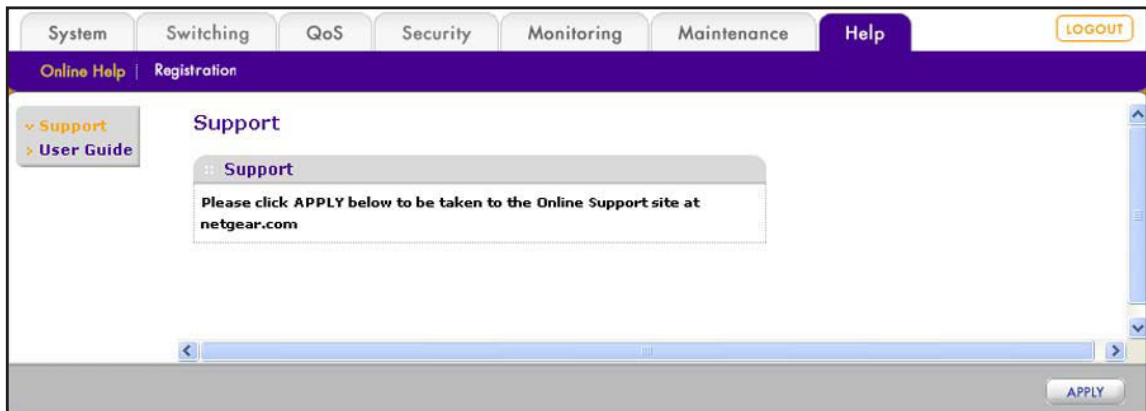 System Switching QoS Security Monitoring Maintenance Help LOGOUT
Online Help | Registration
Support
User Guide
Support
Support
Please click APPLY below to be taken to the Online Support site at
netgear.com
APPLY